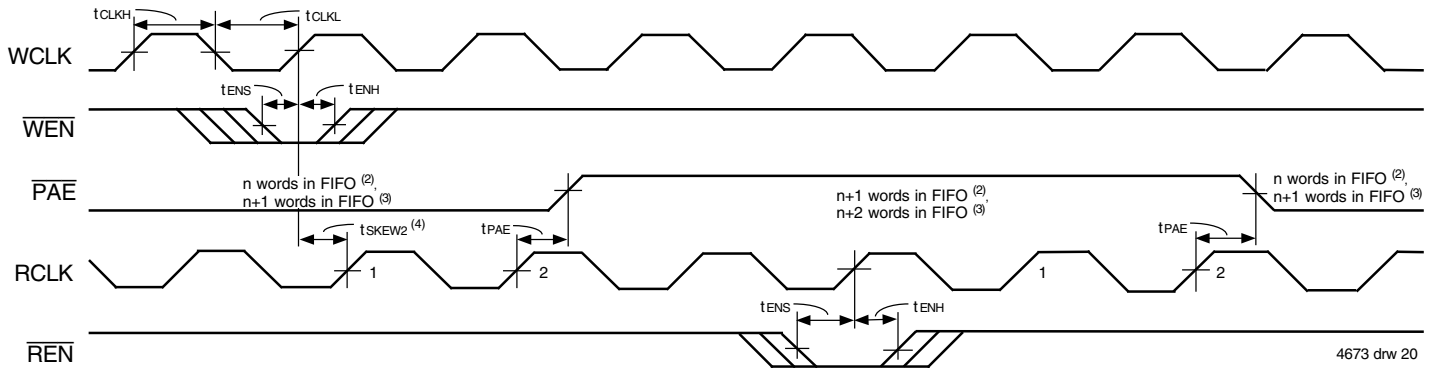 tCLKH
tCLKL
WCLK
tENS
tENH
WEN
PAE
n words in FIFO (2),
n+1 words in FIFO (3)
n+1 words in FIFO (2),
n+2 words in FIFO (3)
n words in FIFO (2),
n+1 words in FIFO (3)
tSKEW2 (4)
tPAE
tPAE
RCLK
1
2
1
2
tENS
tENH
REN
4673 drw 20